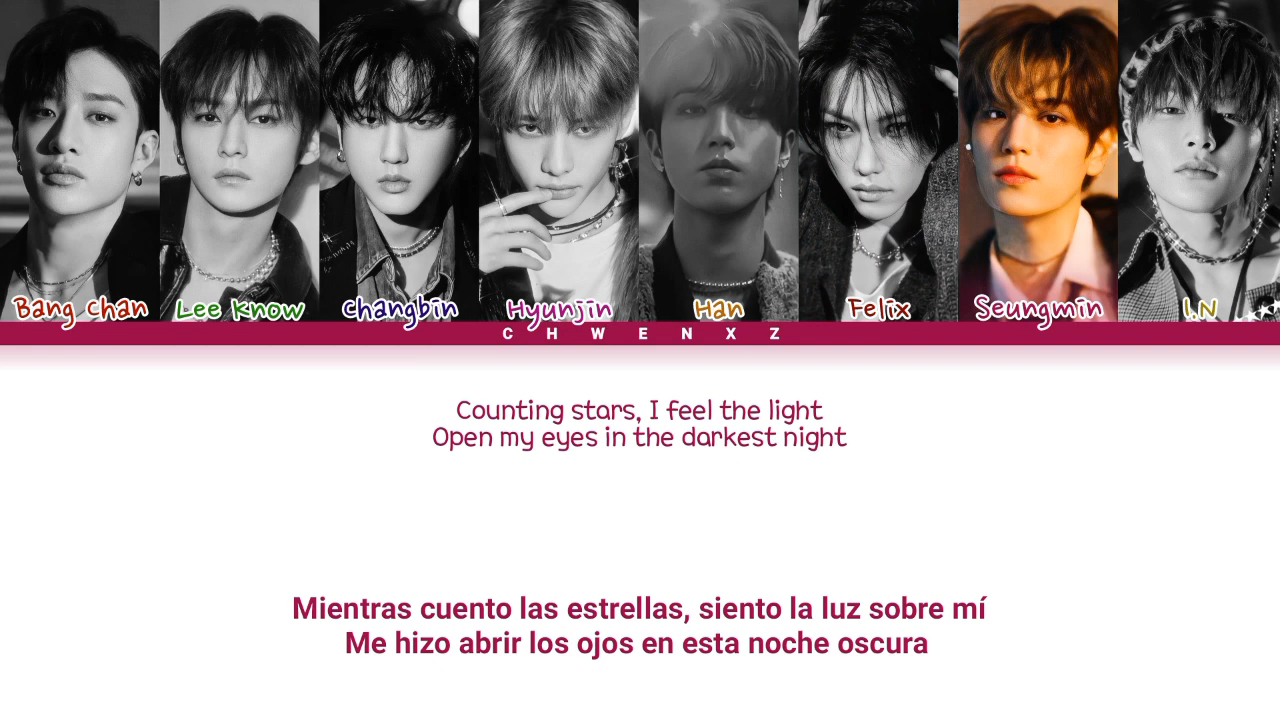 Bang Chan
Lee Know
Changbin
Hyunjin
Han
Felix
Seungmin
I.N
CHWENXZ
Counting stars, I feel the light
Open my eyes in the darkest night
Mientras cuento las estrellas, siento la luz sobre mí
Me hizo abrir los ojos en esta noche oscura